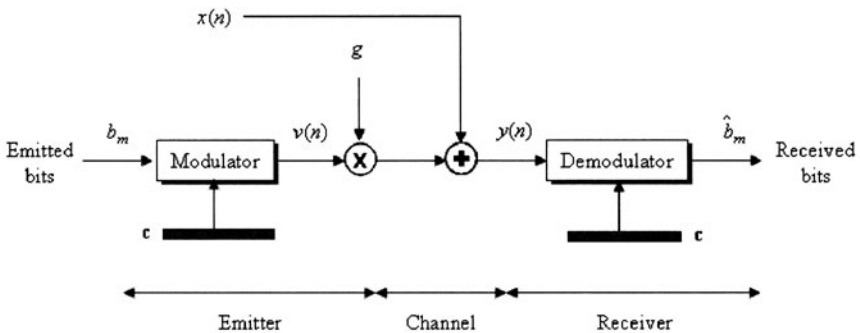 x(n)
g
b_m
v(n)
y(n)
b̂_m
Emitted
bits
Modulator
X
+
Demodulator
Received
bits
c
c
Emitter
Channel
Receiver